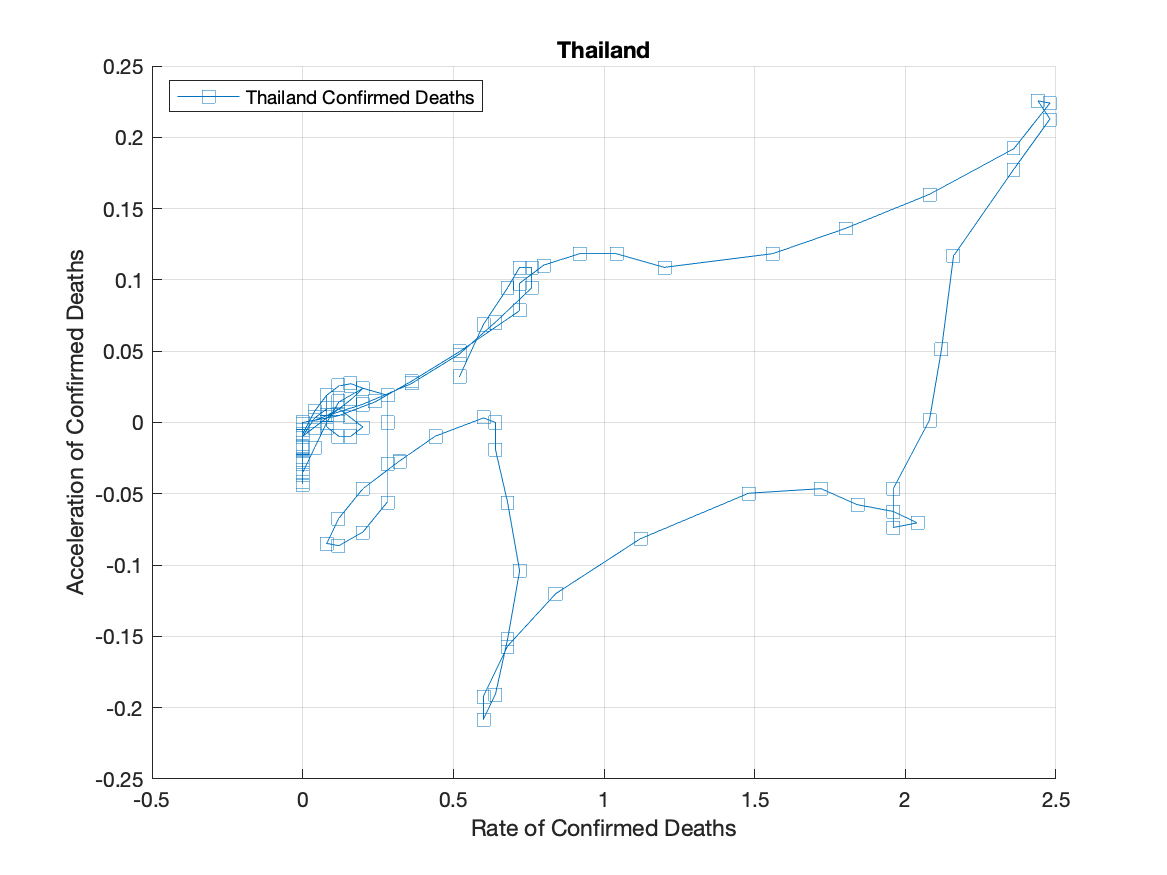 Thailand
Thailand Confirmed Deaths
0.25
0.2
0.15
0.1
0.05
0
-0.05
-0.1
-0.15
-0.2
-0.25
Acceleration of Confirmed Deaths
-0.5 0 0.5 1 1.5 2 2.5
Rate of Confirmed Deaths